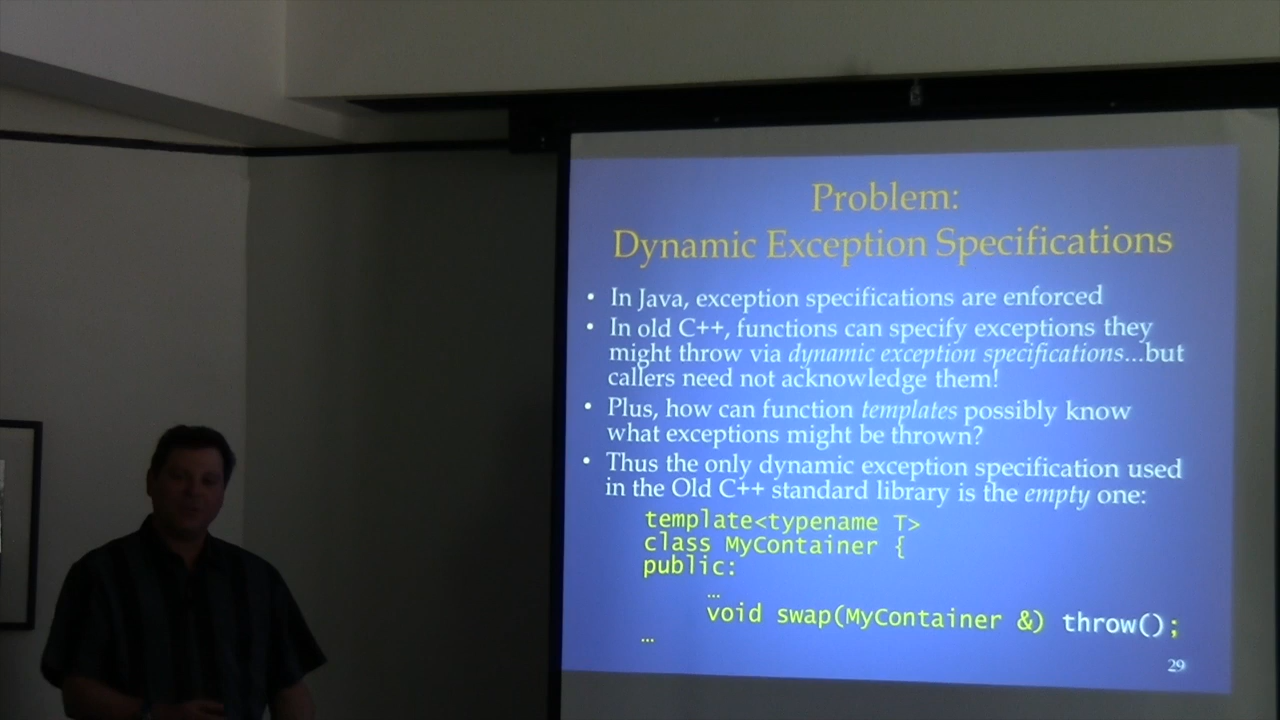 Problem:
Dynamic Exception Specifications
• In Java, exception specifications are enforced
• In old C++, functions can specify exceptions they
might throw via dynamic exception specifications...but
callers need not acknowledge them!
• Plus, how can function templates possibly know
what exceptions might be thrown?
• Thus the only dynamic exception specification used
in the Old C++ standard library is the empty one:
template<typename T>
class MyContainer {
public:
…
void swap(MyContainer &) throw();
…
29